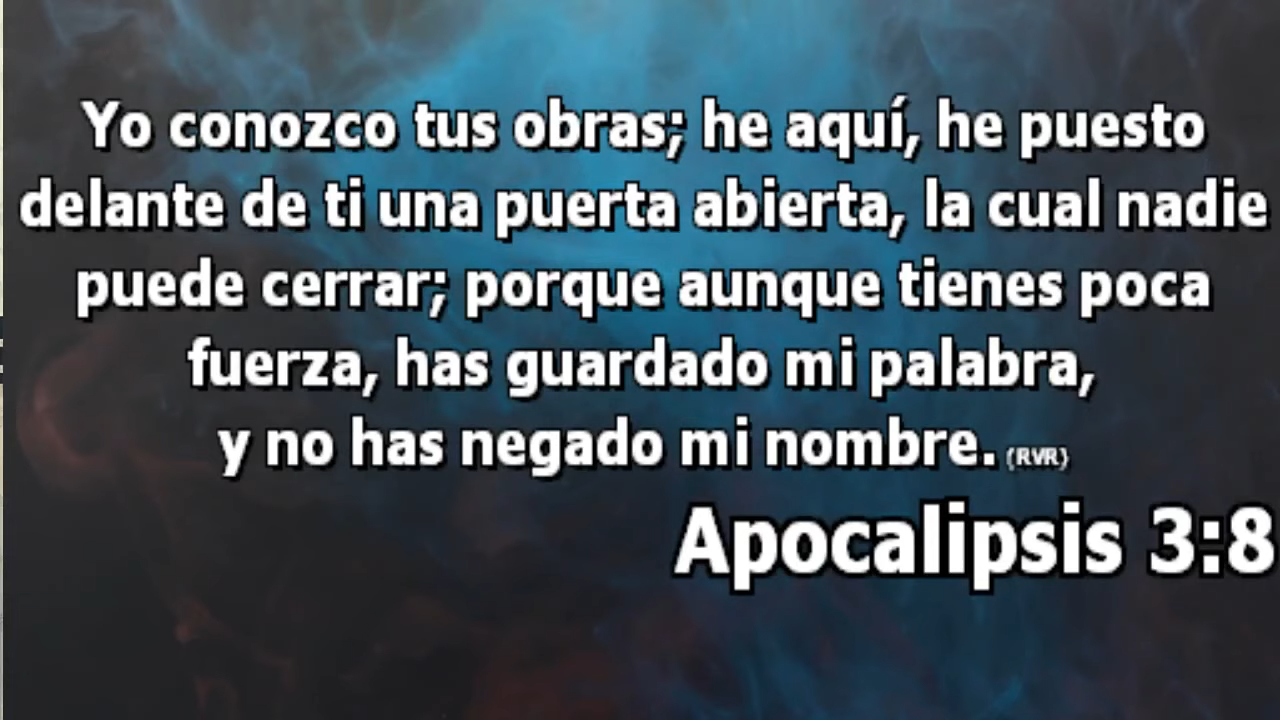 Yo conozco tus obras; he aquí, he puesto
delante de ti una puerta abierta, la cual nadie
puede cerrar; porque aunque tienes poca
fuerza, has guardado mi palabra,
y no has negado mi nombre. (RVR)
Apocalipsis 3:8